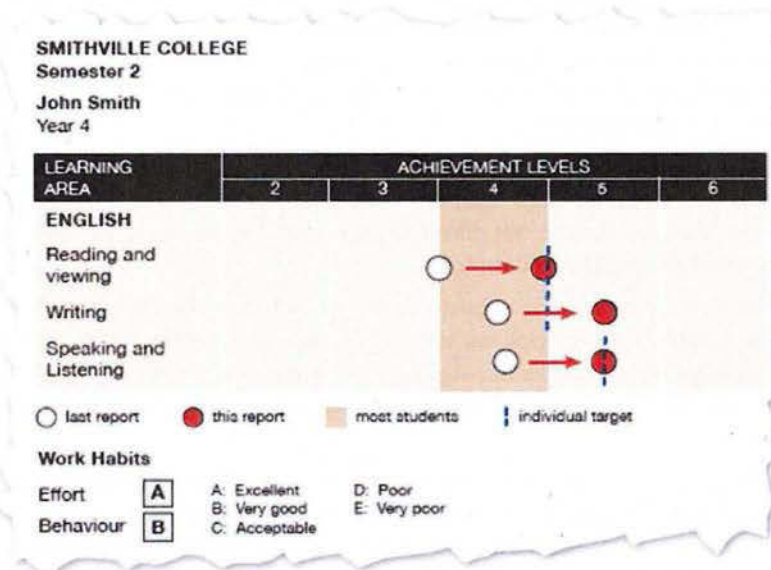 SMITHVILLE COLLEGE
Semester 2
John Smith
Year 4
LEARNING AREA
ACHIEVEMENT LEVELS
2 3 4 5 6
ENGLISH
Reading and
viewing
Writing
Speaking and
Listening
last report this report most students individual target
Work Habits
Effort A
Behaviour B
A: Excellent D: Poor
B: Very good E: Very poor
C: Acceptable